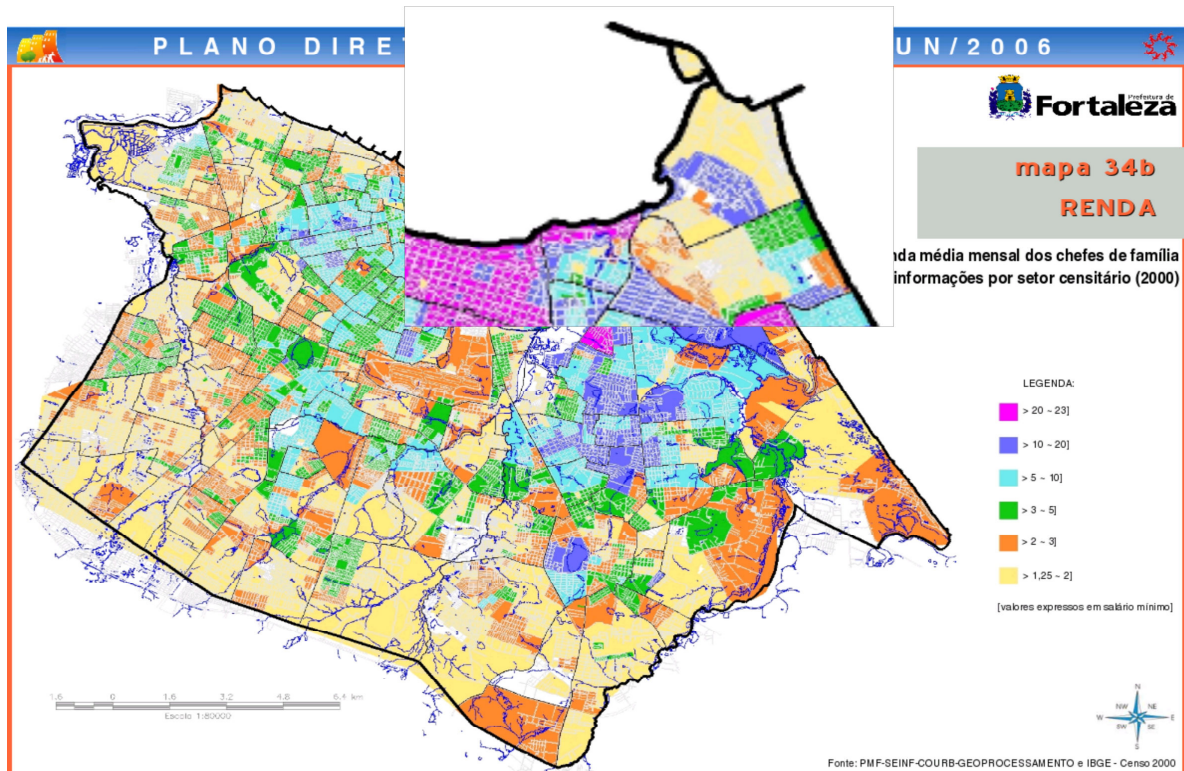 PLANO DIRE
UN/2006
Prefeitura de
Fortaleza
mapa 34b
RENDA
nda média mensal dos chefes de família
informações por setor censitário (2000)
LEGENDA:
> 20 ~ 23]
> 10 ~ 20]
> 5 ~ 10]
> 3 ~ 5]
> 2 ~ 3]
> 1,25 ~ 2]
[valores expressos em salário mínimo]
1.6 0 1.6 3.2 4.8 6.4 km
Escala 1:80000
N
NW NE
W E
SW SE
S
Fonte: PMF-SEINF-COURB-GEOPROCESSAMENTO e IBGE - Censo 2000